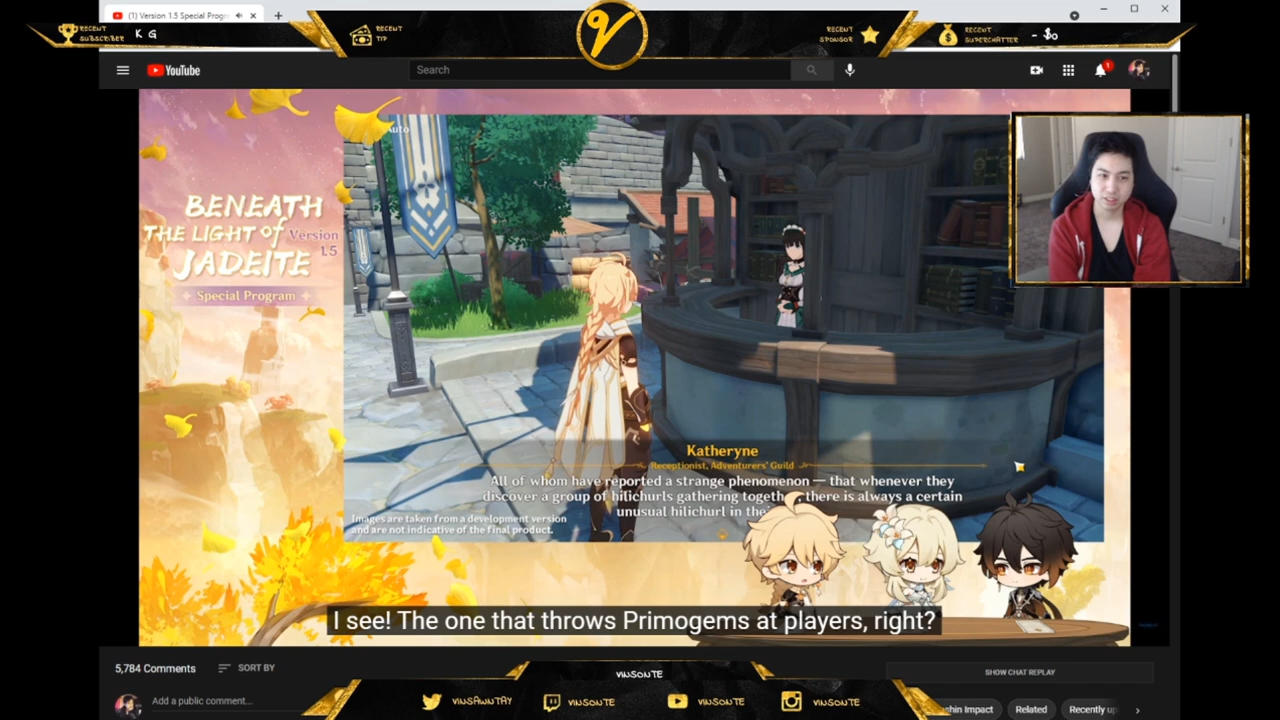 (1) Version 1.5 Special Progr
RECENT
SUBSCRIBER
K G
RECENT
TIP
RECENT
SPONSOR
RECENT
SUPERCHATTER
YouTube
Search
1
Auto
BENEATH
THE LIGHT of
Version
1.5
JADEITE
Special Program
Katheryne
Receptionist, Adventurers' Guild
All of whom have reported a strange phenomenon — that whenever they
discover a group of hilichurls gathering together, there is always a certain
unusual hilichurl in the
Images are taken from a development version
and are not indicative of the final product.
I see! The one that throws Primogems at players, right?
5,784 Comments
SORT BY
VINSONTE
SHOW CHAT REPLAY
Add a public comment...
VINSAWNTAY
VINSONTE
VINSONTE
VINSONTE
shin Impact
Related
Recently up